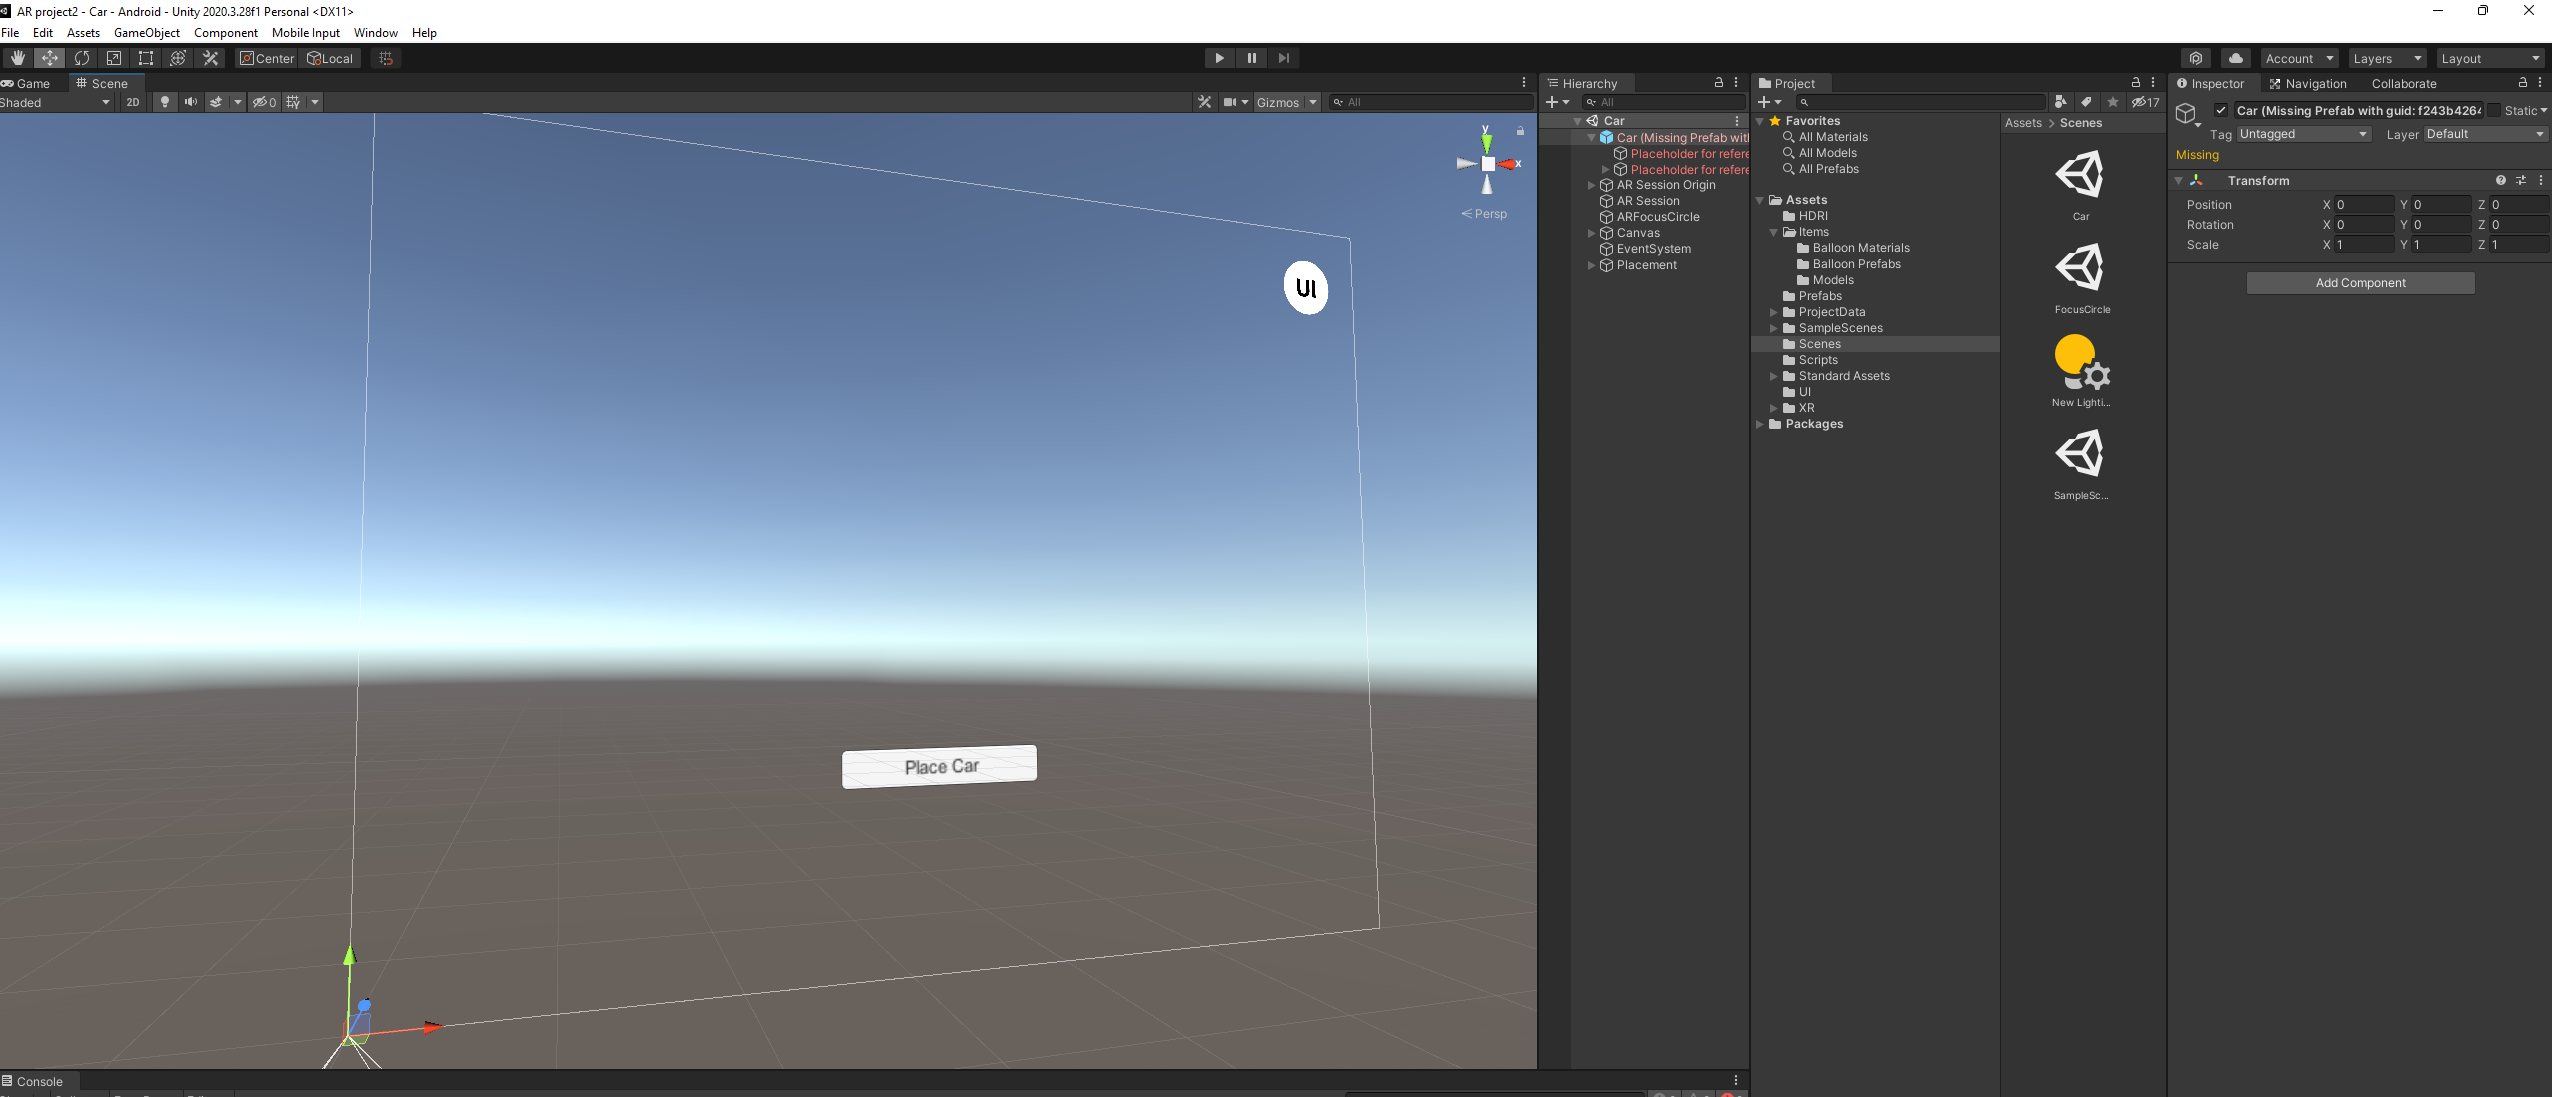 AR project2 - Car - Android - Unity 2020.3.28f1 Personal <DX11>
File Edit Assets GameObject Component Mobile Input Window Help
Center Local Account Layers Layout
Game Scene
Shaded 2D 0 Gizmos All
y
x
Persp
UI
Place Car
Console
Hierarchy
All
Car
Car (Missing Prefab wit
Placeholder for refere
Placeholder for refere
AR Session Origin
AR Session
ARFocusCircle
Canvas
EventSystem
Placement
Project
17
Favorites
All Materials
All Models
All Prefabs
Assets
HDRI
Items
Balloon Materials
Balloon Prefabs
Models
Prefabs
ProjectData
SampleScenes
Scenes
Scripts
Standard Assets
UI
XR
Packages
Assets > Scenes
Car
FocusCircle
New Lighti...
SampleSc...
Inspector Navigation Collaborate
Car (Missing Prefab with guid: f243b426 Static
Tag Untagged Layer Default
Missing
Transform
Position X 0 Y 0 Z 0
Rotation X 0 Y 0 Z 0
Scale X 1 Y 1 Z 1
Add Component